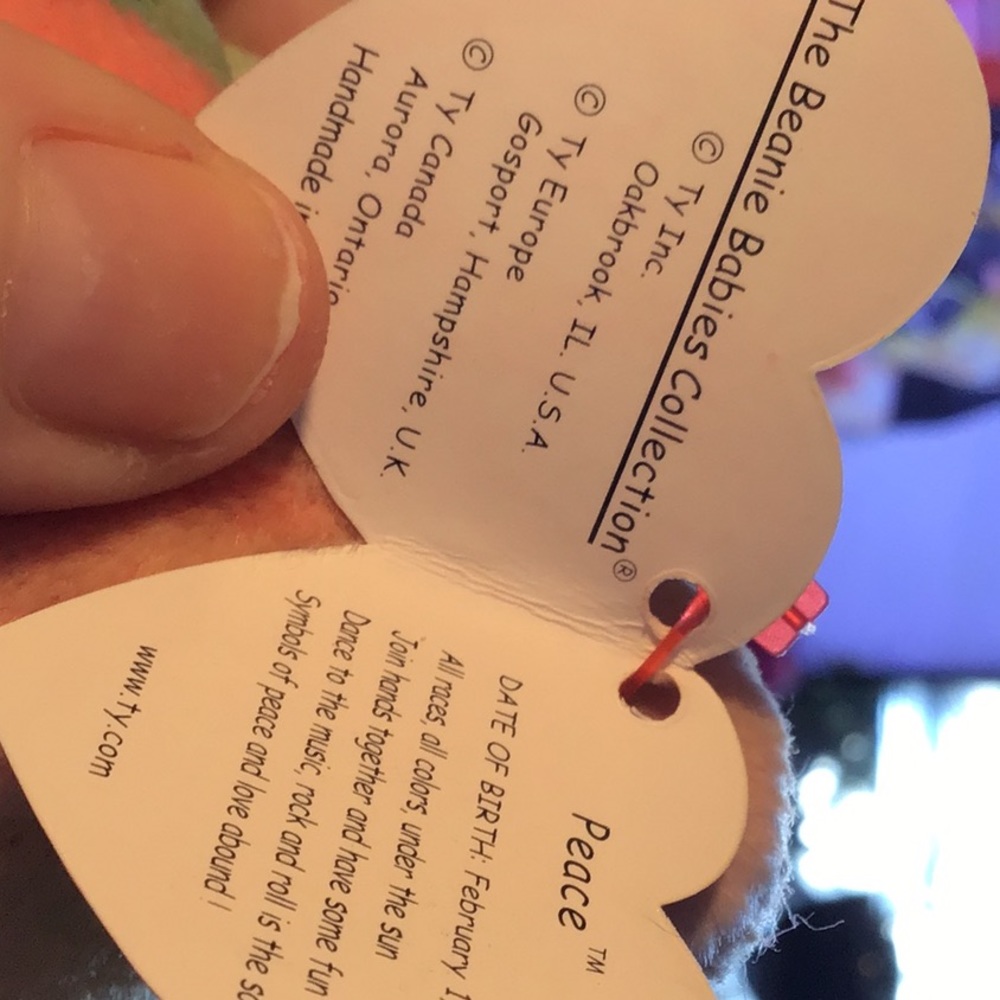 The Beanie Babies Collection®
© Ty Inc.
Oakbrook, IL. U.S.A.
© Ty Europe
Gosport, Hampshire, U.K.
© Ty Canada
Aurora, Ontario
Handmade
Peace ™
DATE OF BIRTH: February
All races, all colors, under the sun
Join hands together and have some fun
Dance to the music, rock and roll is the
Symbols of peace and love abound!
www.ty.com